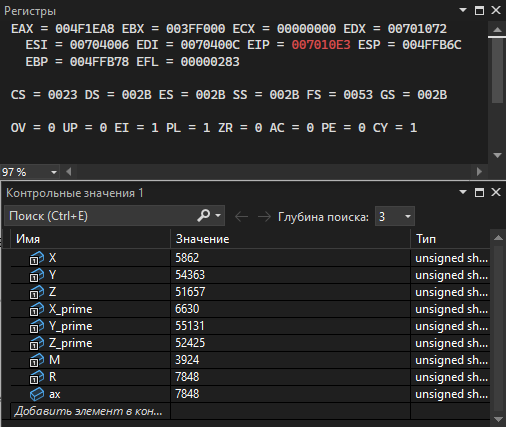 Регистры
EAX = 004F1EA8 EBX = 003FF000 ECX = 00000000 EDX = 00701072
ESI = 00704006 EDI = 0070400C EIP = 007010E3 ESP = 004FFB6C
EBP = 004FFB78 EFL = 00000283
CS = 0023 DS = 002B ES = 002B SS = 002B FS = 0053 GS = 002B
OV = 0 UP = 0 EI = 1 PL = 1 ZR = 0 AC = 0 PE = 0 CY = 1
97 %
Контрольные значения 1
Поиск (Ctrl+E) Глубина поиска: 3
Имя Значение Тип
X 5862 unsigned sh...
Y 54363 unsigned sh...
Z 51657 unsigned sh...
X_prime 6630 unsigned sh...
Y_prime 55131 unsigned sh...
Z_prime 52425 unsigned sh...
M 3924 unsigned sh...
R 7848 unsigned sh...
ax 7848 unsigned sh...
Добавить элемент в кон...